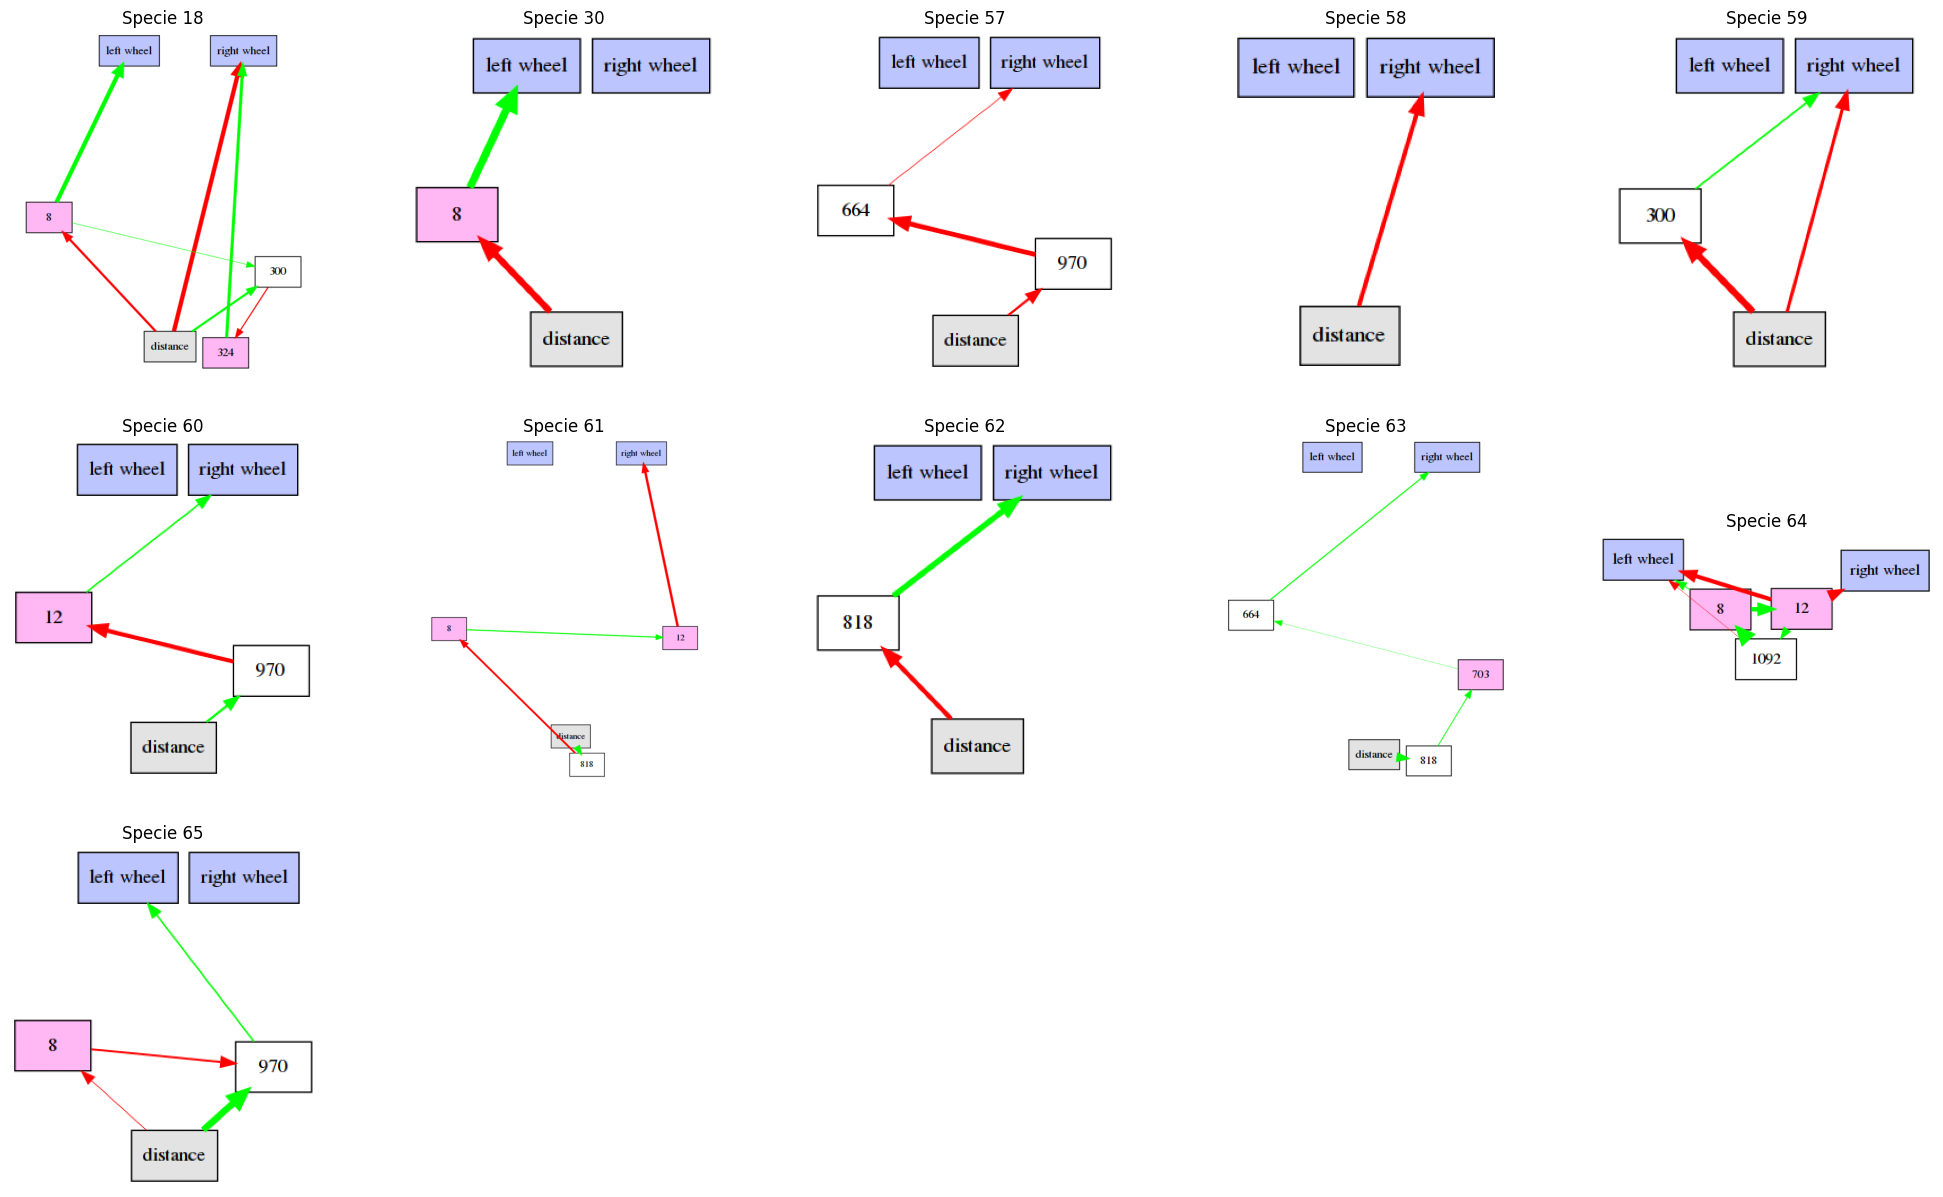 Specie 18
left wheel
right wheel
8
300
distance
324
Specie 30
left wheel
right wheel
8
distance
Specie 57
left wheel
right wheel
664
970
distance
Specie 58
left wheel
right wheel
distance
Specie 59
left wheel
right wheel
300
distance
Specie 60
left wheel
right wheel
12
970
distance
Specie 61
left wheel
right wheel
8
12
distance
818
Specie 62
left wheel
right wheel
818
distance
Specie 63
left wheel
right wheel
664
703
distance
818
Specie 64
left wheel
right wheel
8
12
1092
Specie 65
left wheel
right wheel
8
970
distance